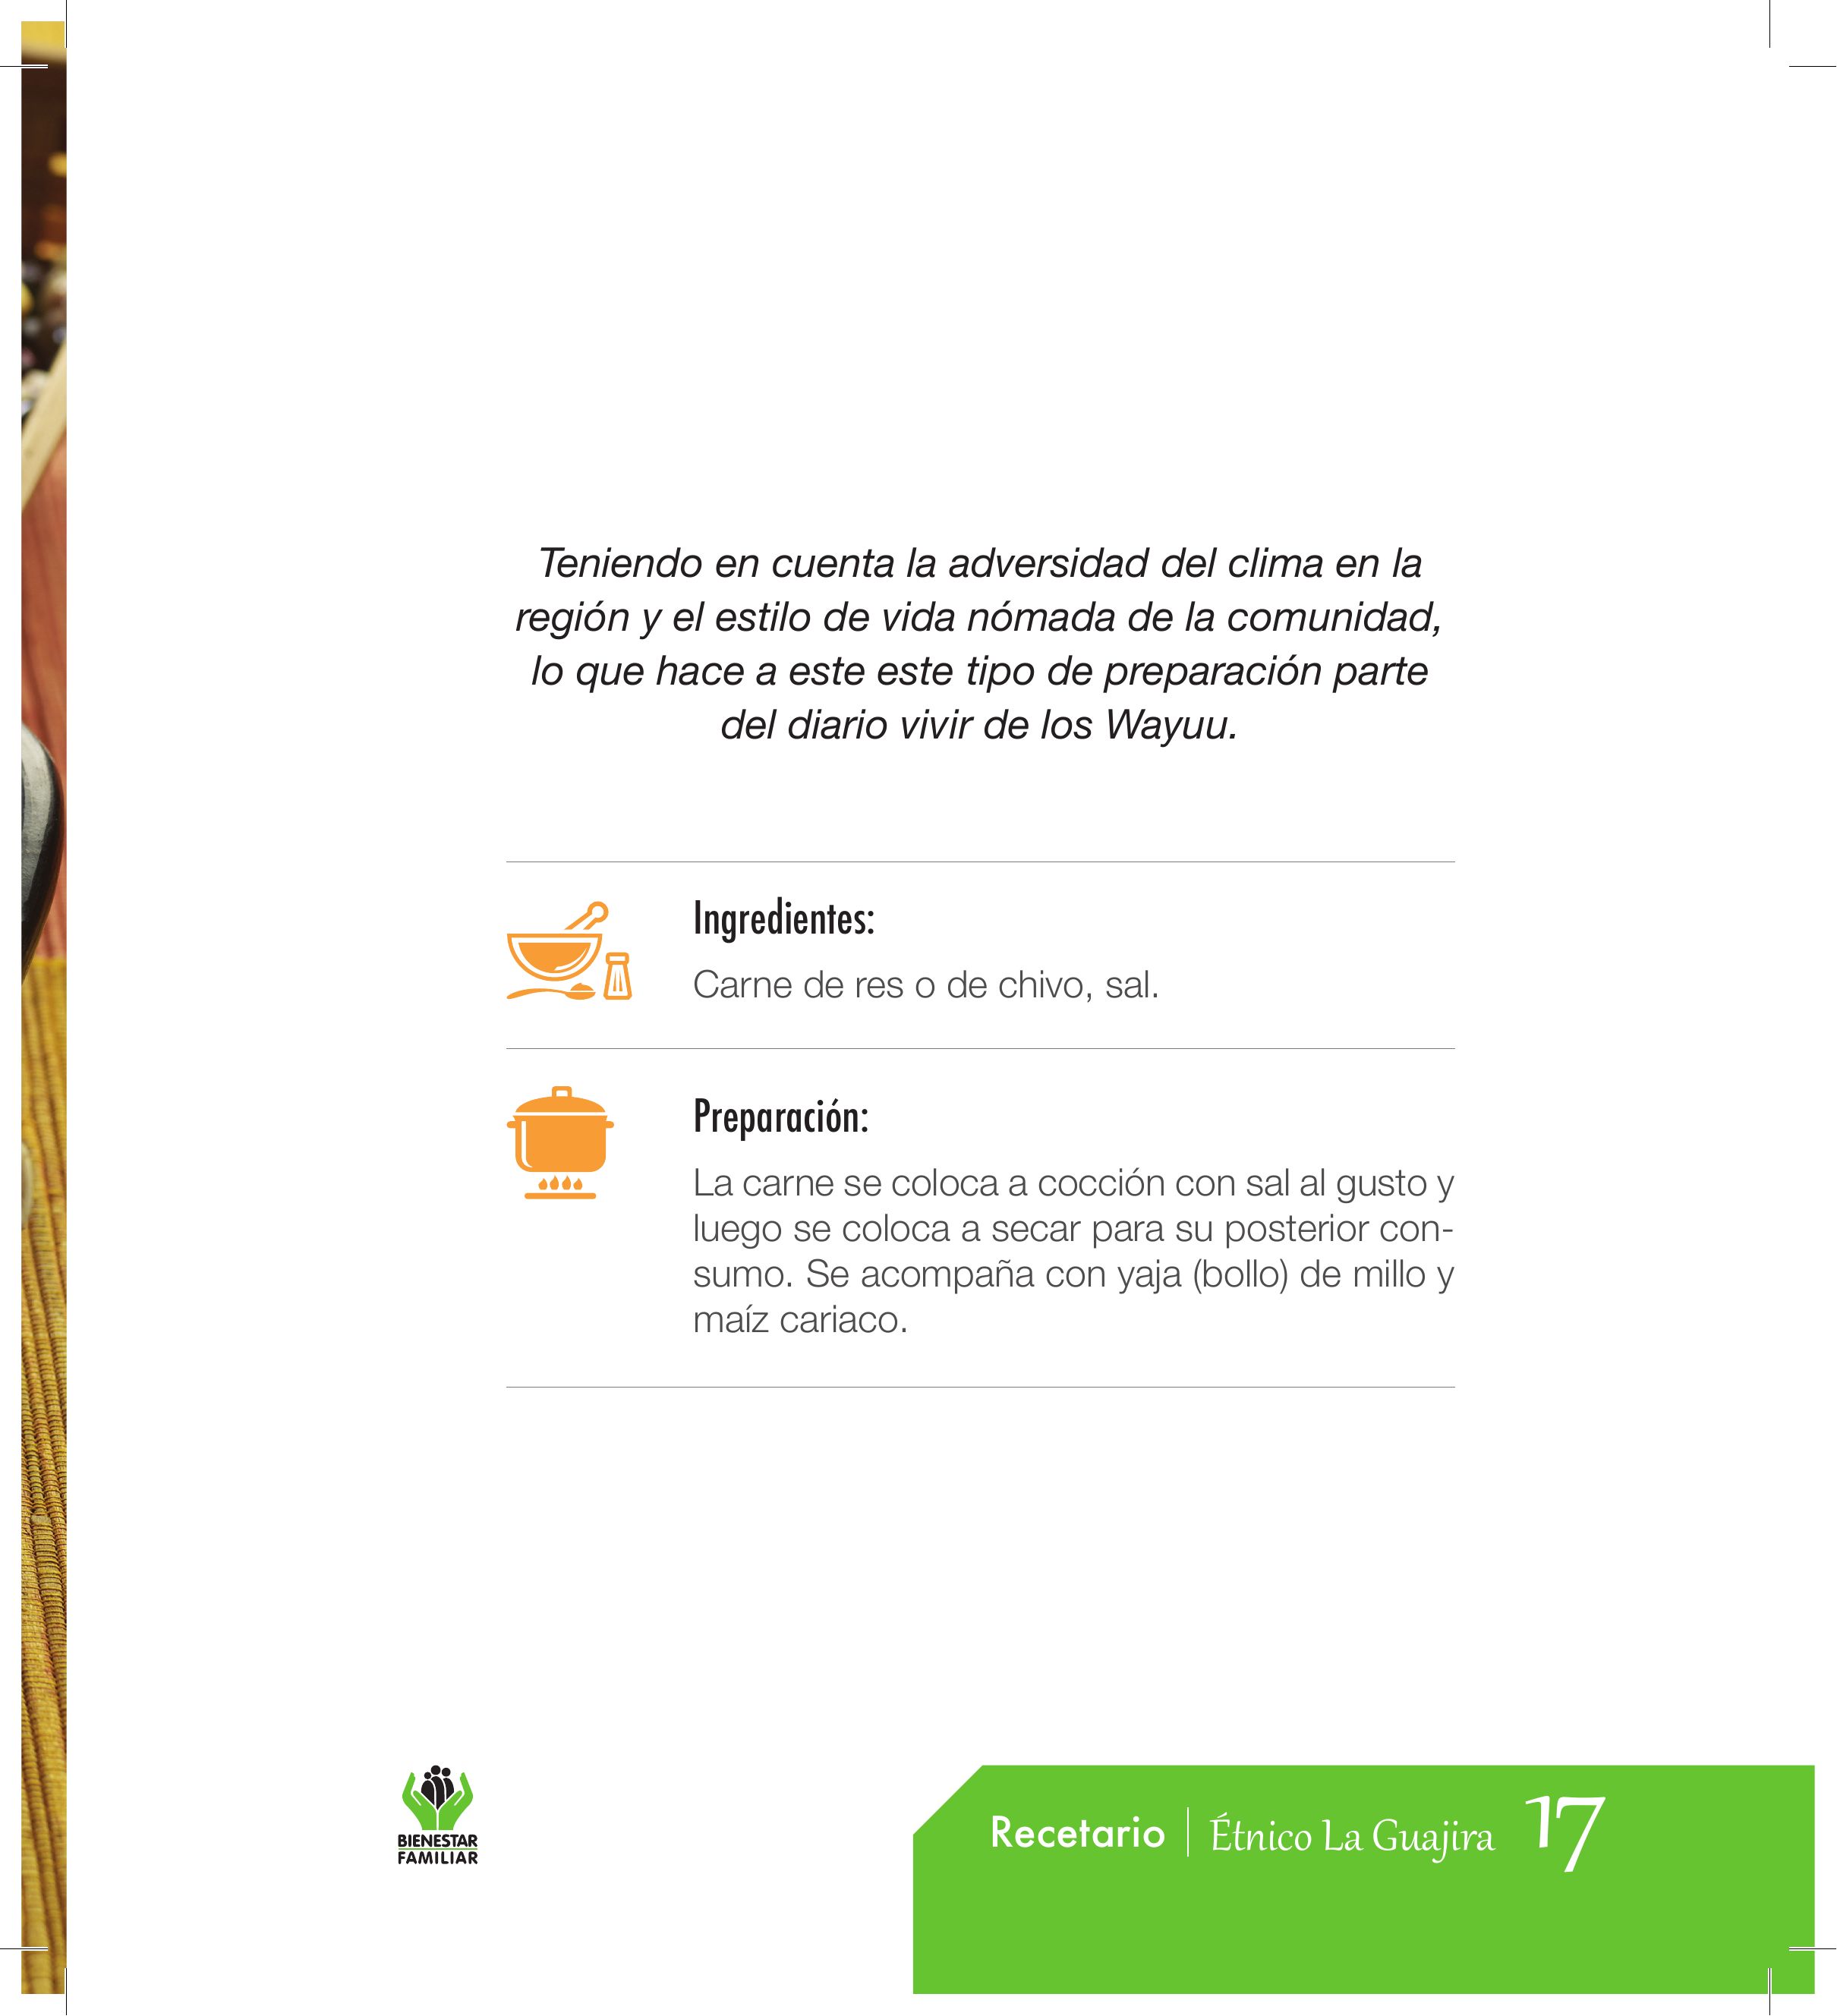 Teniendo en cuenta la adversidad del clima en la
región y el estilo de vida nómada de la comunidad,
lo que hace a este este tipo de preparación parte
del diario vivir de los Wayuu.
Ingredientes:
Carne de res o de chivo, sal.
Preparación:
La carne se coloca a cocción con sal al gusto y
luego se coloca a secar para su posterior con-
sumo. Se acompaña con yaja (bollo) de millo y
maíz cariaco.
BIENESTAR
FAMILIAR
Recetario | Étnico La Guajira 17